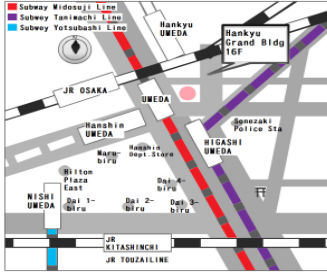 Subway Midosuji Line
Subway Tanimachi Line
Subway Yotsubashi Line
Hankyu
UMEDA
Hankyu
Grand Bldg
16F
JR OSAKA
UMEDA
Hanshin
UMEDA
Sonezaki
Police Sta
HIGASHI
UMEDA
Maru-
biru
Hanshin
Dept.Store
Hilton
Plaza
East
Dai 4-
biru
NISHI
UMEDA
Dai 1-
biru
Dai 2-
biru
Dai 3-
biru
JR
KITASHINCHI
JR TOUZAILINE